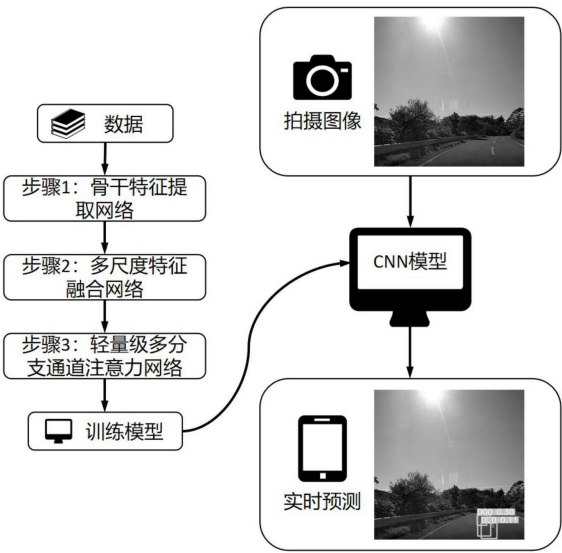 数据
步骤1：骨干特征提
取网络
步骤2：多尺度特征
融合网络
步骤3：轻量级多分
支通道注意力网络
训练模型
拍摄图像
CNN模型
实时预测